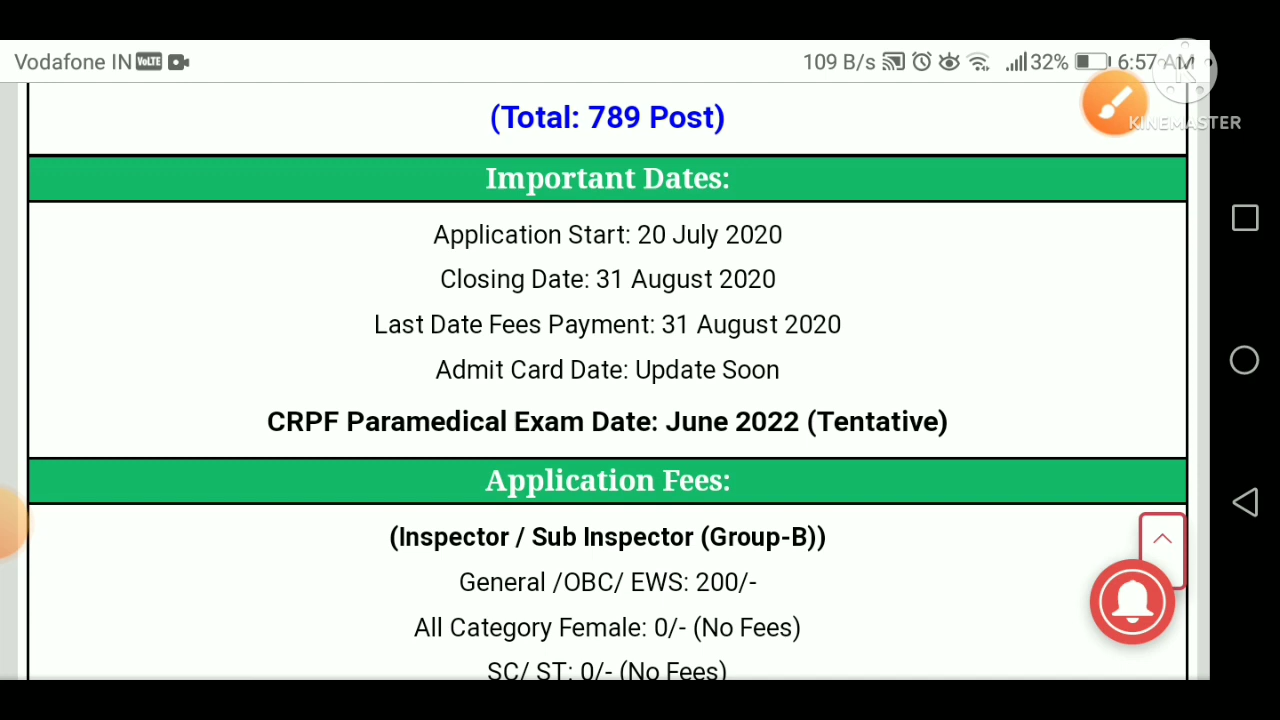 Vodafone IN VoLTE 109 B/s 32% 6:57 AM
KINEMASTER
(Total: 789 Post)
Important Dates:
Application Start: 20 July 2020
Closing Date: 31 August 2020
Last Date Fees Payment: 31 August 2020
Admit Card Date: Update Soon
CRPF Paramedical Exam Date: June 2022 (Tentative)
Application Fees:
(Inspector / Sub Inspector (Group-B))
General /OBC/ EWS: 200/-
All Category Female: 0/- (No Fees)
SC/ ST: 0/- (No Fees)